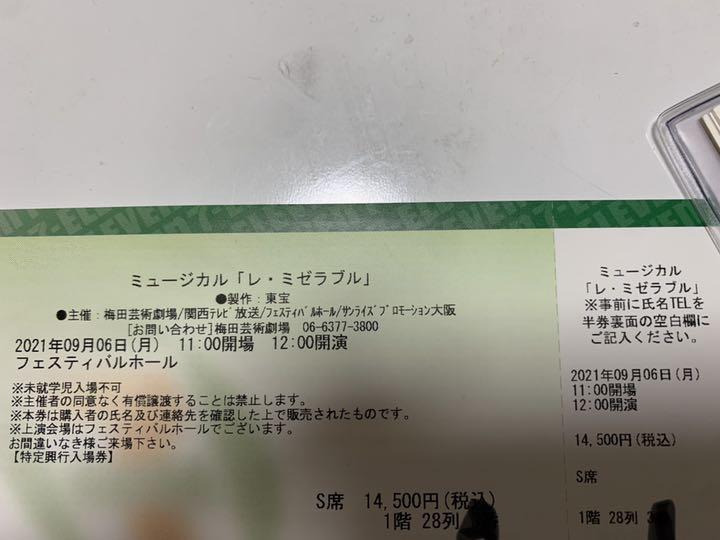 ミュージカル「レ・ミゼラブル」
●製作:東宝
●主催:梅田芸術劇場/関西テレビ放送/フェスティバルホール/サンライズプロモーション大阪
[お問い合わせ]梅田芸術劇場 06-6377-3800
2021年09月06日(月) 11:00開場 12:00開演
フェスティバルホール
※未就学児入場不可
※主催者の同意なく有償譲渡することは禁止します。
※本券は購入者の氏名及び連絡先を確認した上で販売されたものです。
※上演会場はフェスティバルホールでございます。
お間違いなき様ご来場下さい。
【特定興行入場券】
S席 14,500円(税込)
1階 28列
ミュージカル
「レ・ミゼラブル」
※事前に氏名TELを
半券裏面の空白欄に
ご記入ください。
2021年09月06日(月)
11:00開場
12:00開演
14,500円(税込)
S席
1階 28列